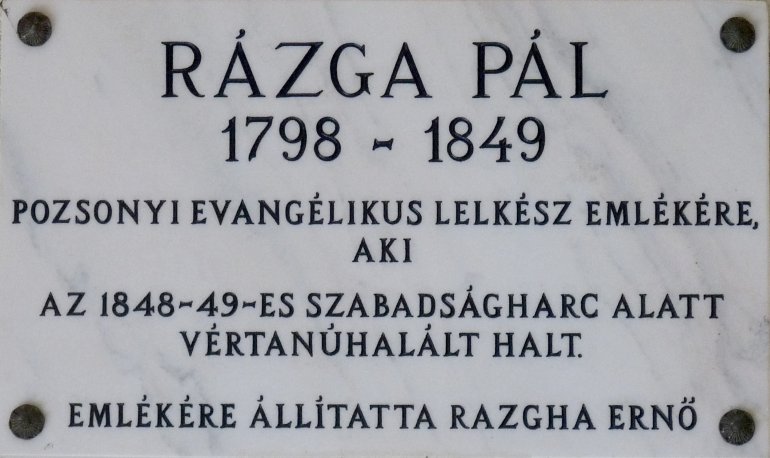 RÁZGA PÁL
1798 - 1849
POZSONYI EVANGÉLIKUS LELKÉSZ EMLÉKÉRE,
AKI
AZ 1848-49-ES SZABADSÁGHARC ALATT
VÉRTANÚHALÁLT HALT.
EMLÉKÉRE ÁLLÍTATTA RAZGHA ERNŐ